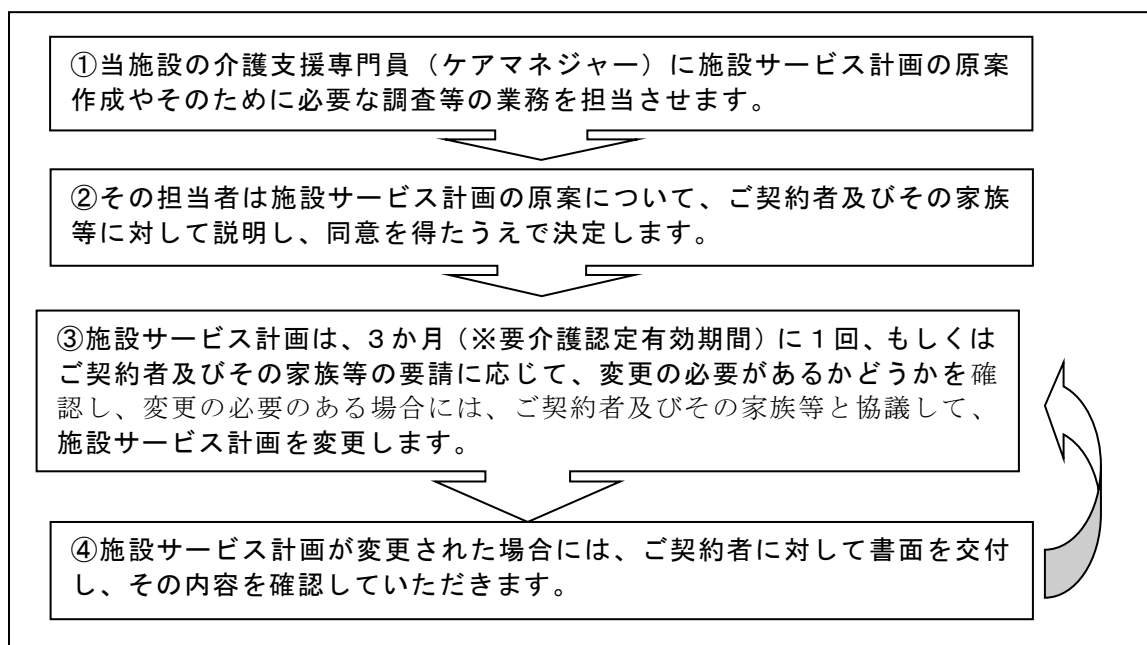 ①当施設の介護支援専門員（ケアマネジャー）に施設サービス計画の原案
作成やそのために必要な調査等の業務を担当させます。
②その担当者は施設サービス計画の原案について、ご契約者及びその家族
等に対して説明し、同意を得たうえで決定します。
③施設サービス計画は、３か月（※要介護認定有効期間）に１回、もしくは
ご契約者及びその家族等の要請に応じて、変更の必要があるかどうかを確
認し、変更の必要のある場合には、ご契約者及びその家族等と協議して、
施設サービス計画を変更します。
④施設サービス計画が変更された場合には、ご契約者に対して書面を交付
し、その内容を確認していただきます。